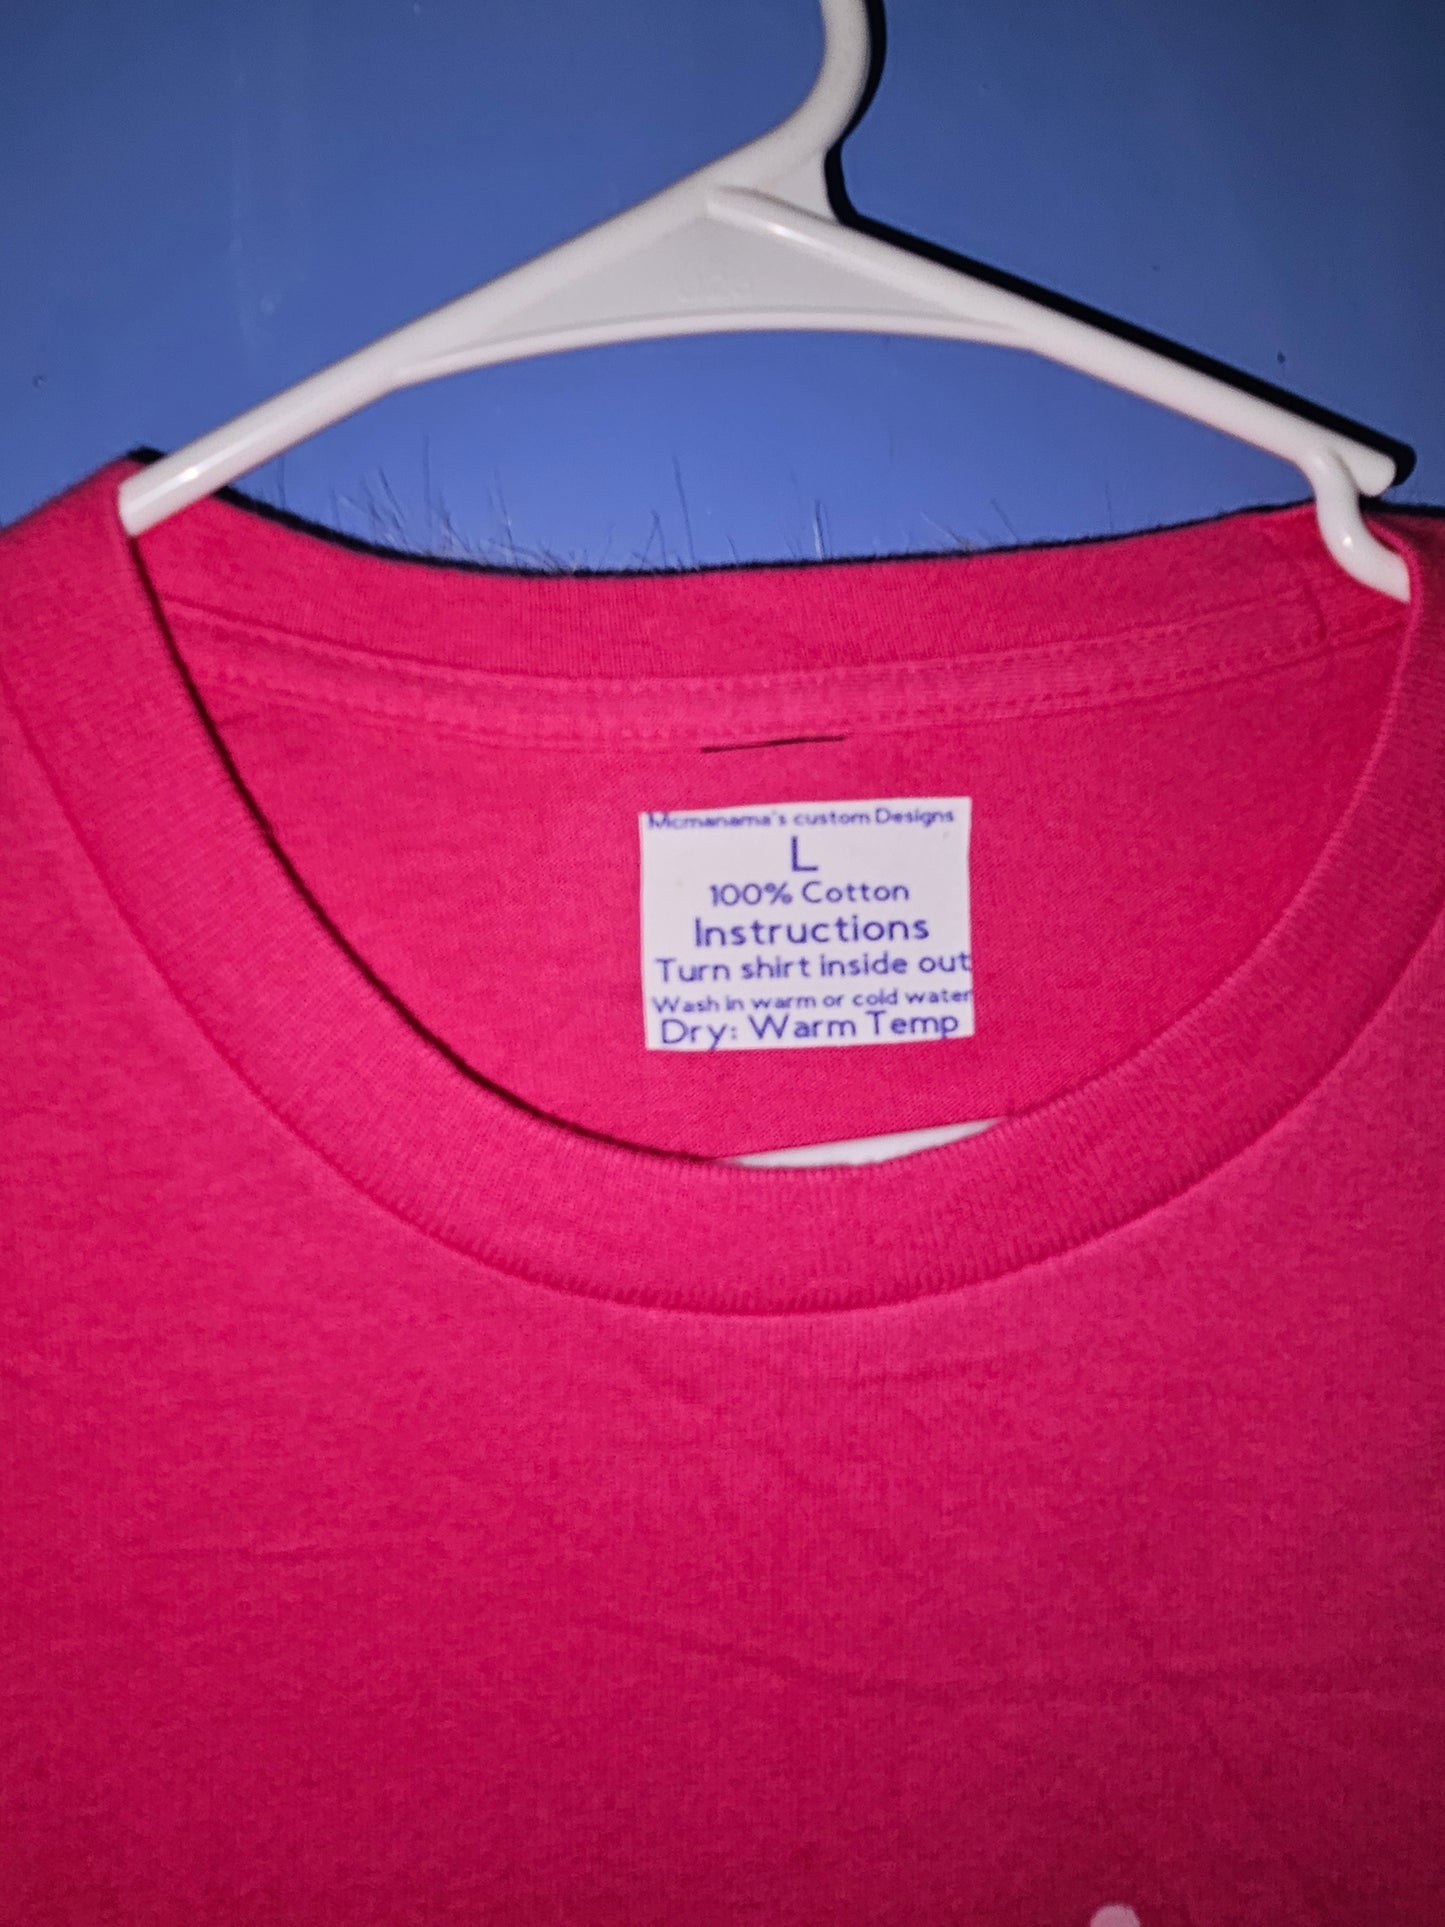 Mcmanama's custom Designs
L
100% Cotton
Instructions
Turn shirt inside out
Wash in warm or cold water
Dry: Warm Temp